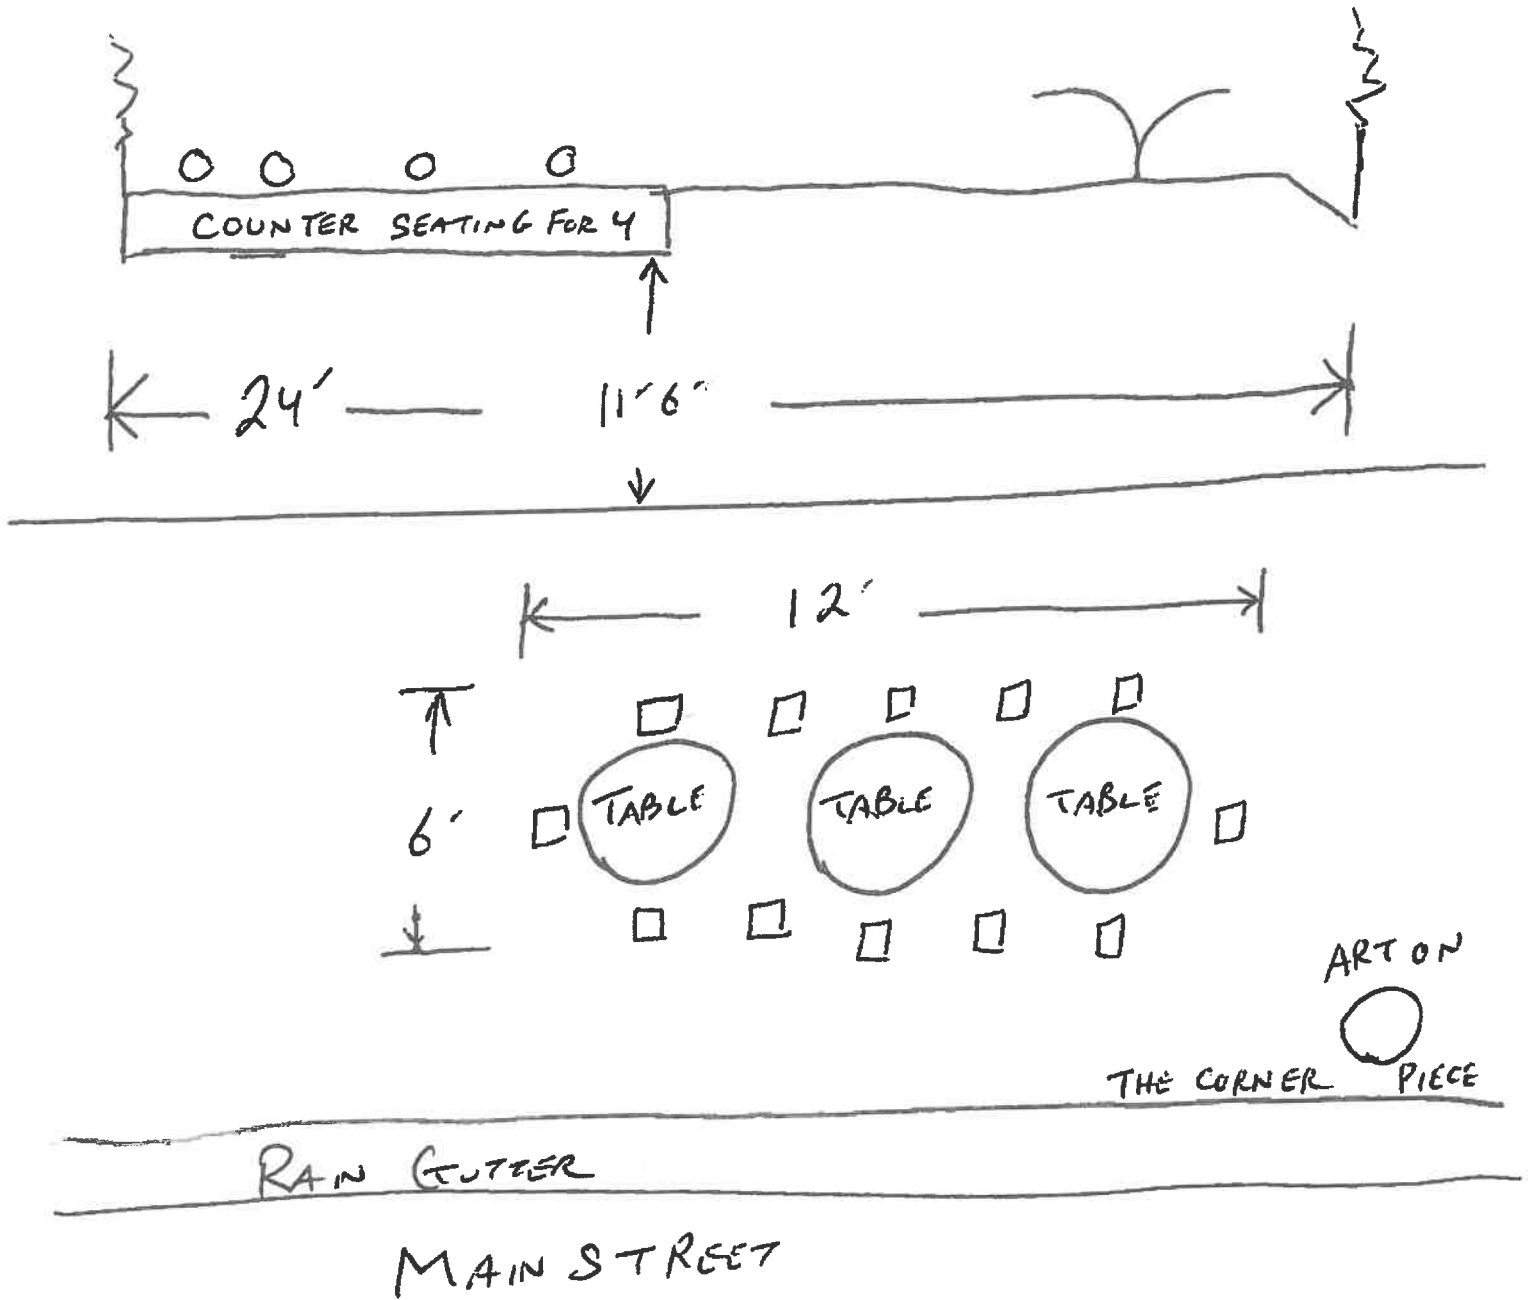 COUNTER SEATING FOR 4
24' 11'6"
12'
6'
TABLE TABLE TABLE
ART ON
THE CORNER PIECE
RAIN GUTTER
MAIN STREET